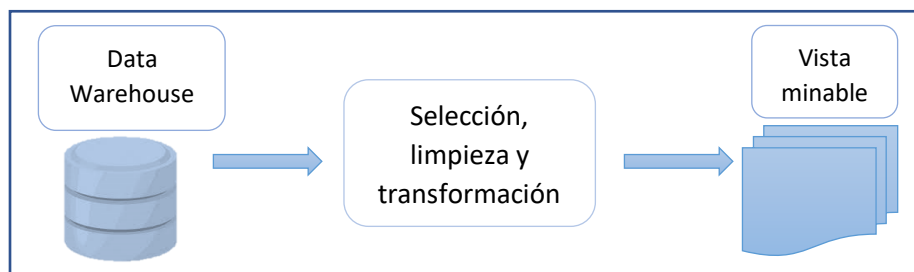 Data
Warehouse
Selección,
limpieza y
transformación
Vista
minable